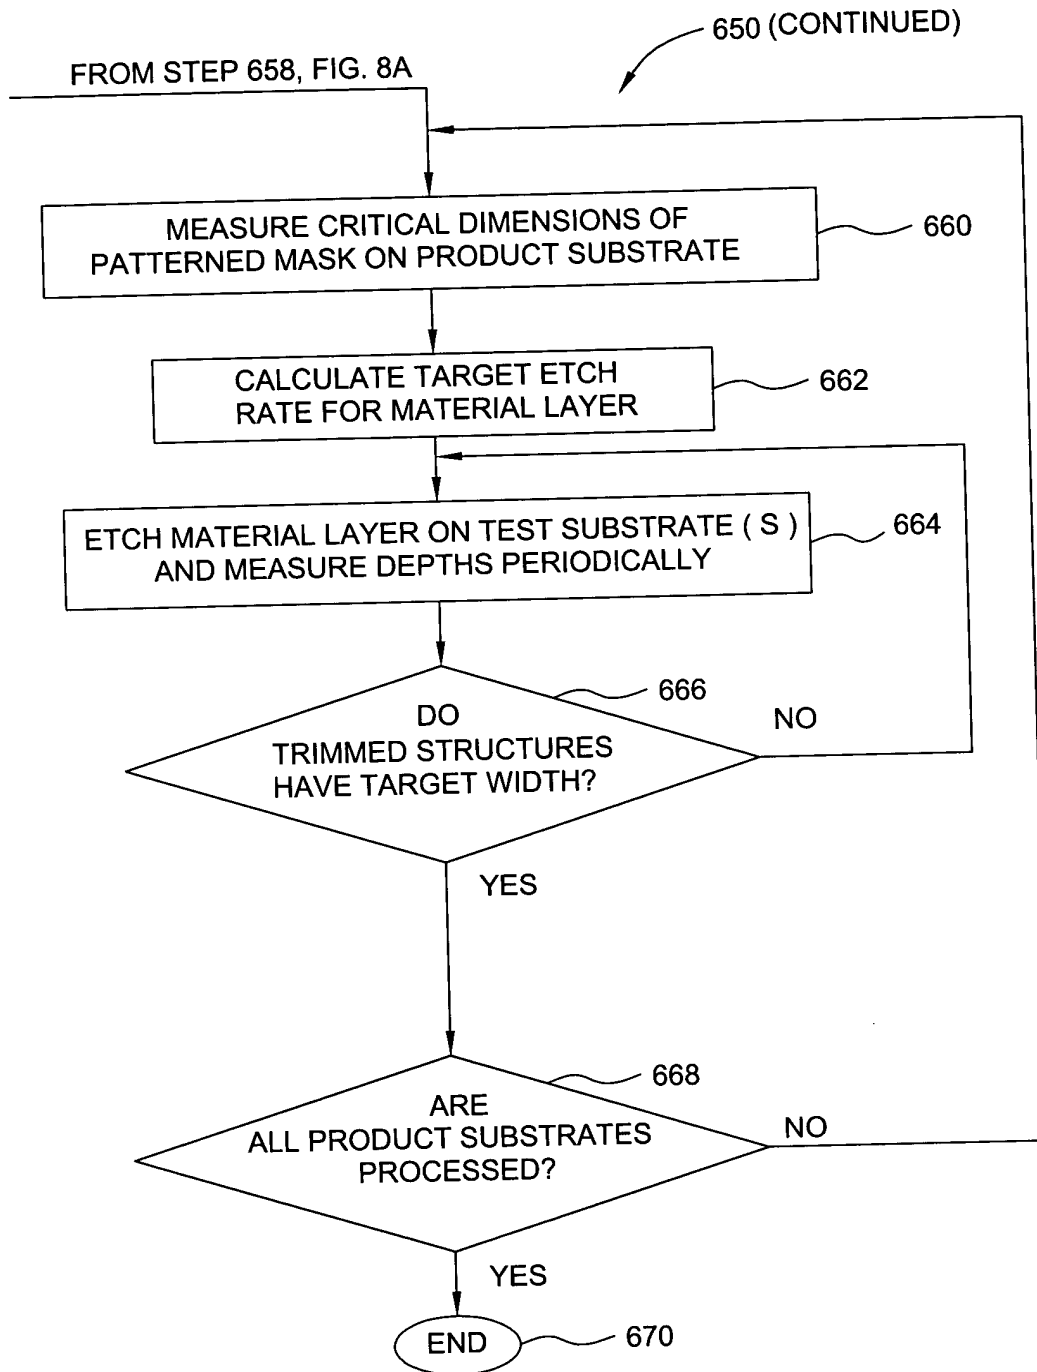 650 (CONTINUED)
FROM STEP 658, FIG. 8A
MEASURE CRITICAL DIMENSIONS OF
PATTERNED MASK ON PRODUCT SUBSTRATE
660
CALCULATE TARGET ETCH
RATE FOR MATERIAL LAYER
662
ETCH MATERIAL LAYER ON TEST SUBSTRATE ( S )
AND MEASURE DEPTHS PERIODICALLY
664
666
DO
TRIMMED STRUCTURES
HAVE TARGET WIDTH?
NO
YES
668
ARE
ALL PRODUCT SUBSTRATES
PROCESSED?
NO
YES
END
670